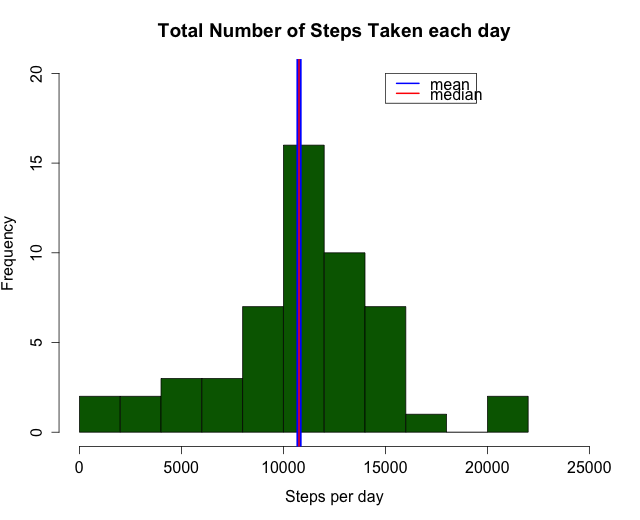 Total Number of Steps Taken each day
mean
median
Frequency
20
15
10
5
0
0 5000 10000 15000 20000 25000
Steps per day